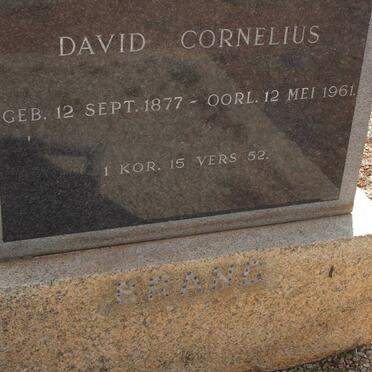 DAVID CORNELIUS
GEB. 12 SEPT. 1877 - OORL. 12 MEI 1961.
1 KOR. 15 VERS 52.
BRAND